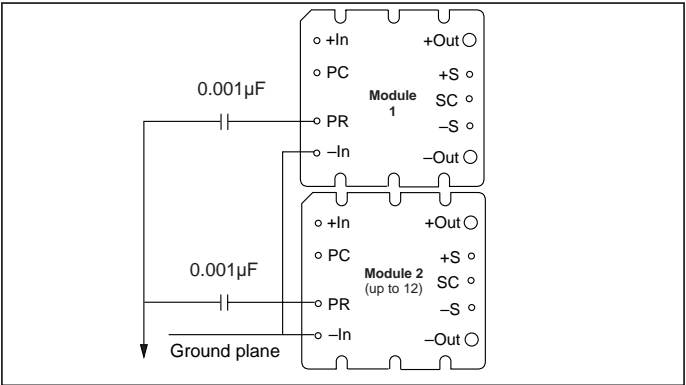 +In
+Out
PC
+S
0.001µF
Module
1
SC
PR
–S
–In
–Out
+In
+Out
PC
+S
0.001µF
Module 2
(up to 12)
SC
PR
–S
–In
–Out
Ground plane